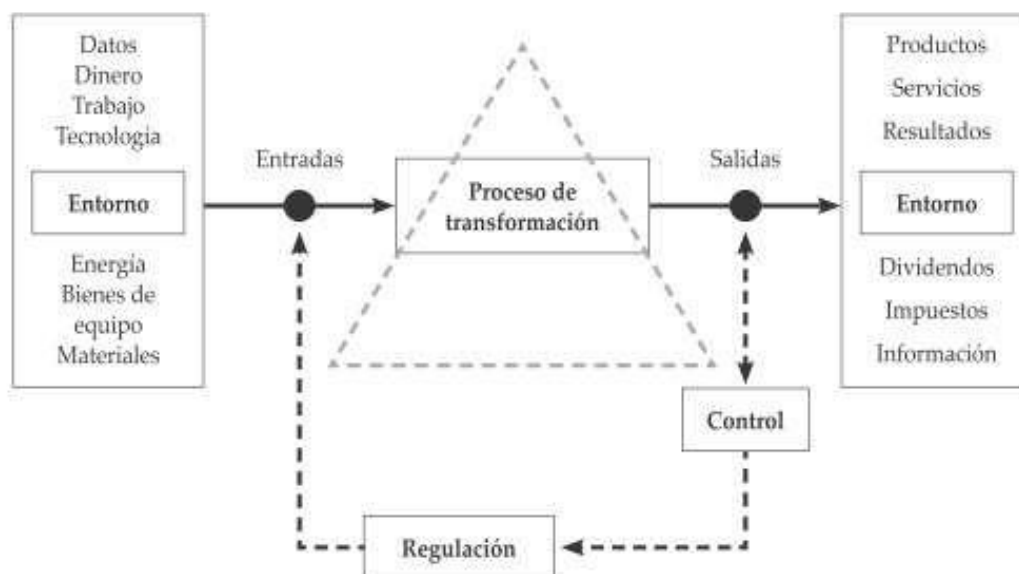 Datos
Dinero
Trabajo
Tecnología
Entorno
Energía
Bienes de
equipo
Materiales
Entradas
Proceso de
transformación
Salidas
Control
Regulación
Productos
Servicios
Resultados
Entorno
Dividendos
Impuestos
Información